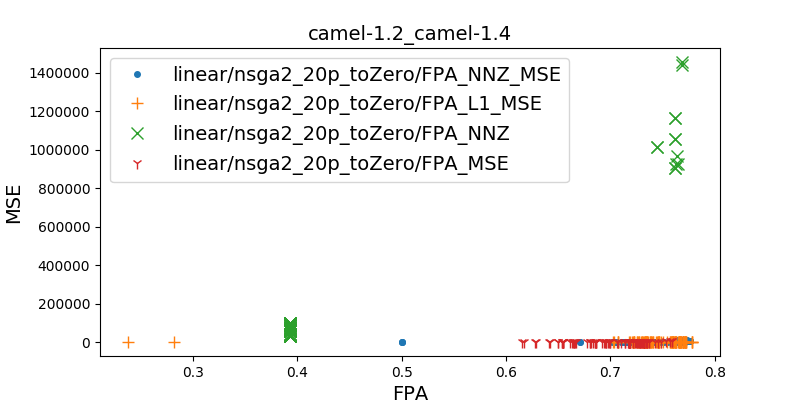 camel-1.2_camel-1.4
linear/nsga2_20p_toZero/FPA_NNZ_MSE
linear/nsga2_20p_toZero/FPA_L1_MSE
linear/nsga2_20p_toZero/FPA_NNZ
linear/nsga2_20p_toZero/FPA_MSE
MSE
1400000
1200000
1000000
800000
600000
400000
200000
0
0.3 0.4 0.5 0.6 0.7 0.8
FPA